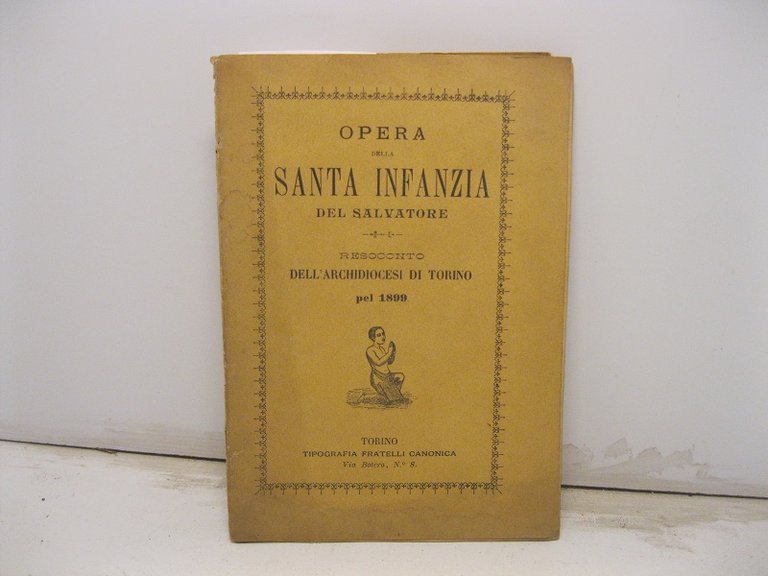 OPERA
DELLA
SANTA INFANZIA
DEL SALVATORE
RESOCONTO
DELL'ARCHIDIOCESI DI TORINO
pel 1899
TORINO
TIPOGRAFIA FRATELLI CANONICA
Via Botero, N.° 8.